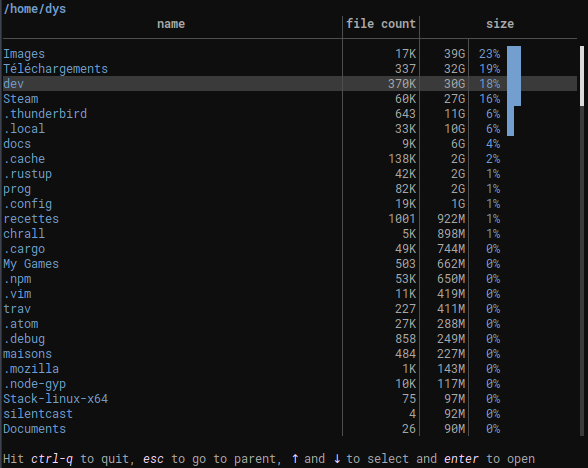 /home/dys
name file count size
Images 17K 39G 23%
Téléchargements 337 32G 19%
dev 370K 30G 18%
Steam 60K 27G 16%
.thunderbird 643 11G 6%
.local 33K 10G 6%
docs 9K 6G 4%
.cache 138K 2G 2%
.rustup 42K 2G 1%
prog 82K 2G 1%
.config 19K 1G 1%
recettes 1001 922M 1%
chrall 5K 898M 1%
.cargo 49K 744M 0%
My Games 503 662M 0%
.npm 53K 650M 0%
.vim 11K 419M 0%
trav 227 411M 0%
.atom 27K 288M 0%
.debug 858 249M 0%
maisons 484 227M 0%
.mozilla 1K 143M 0%
.node-gyp 10K 117M 0%
Stack-linux-x64 75 97M 0%
silentcast 4 92M 0%
Documents 26 90M 0%
Hit ctrl-q to quit, esc to go to parent, ↑ and ↓ to select and enter to open